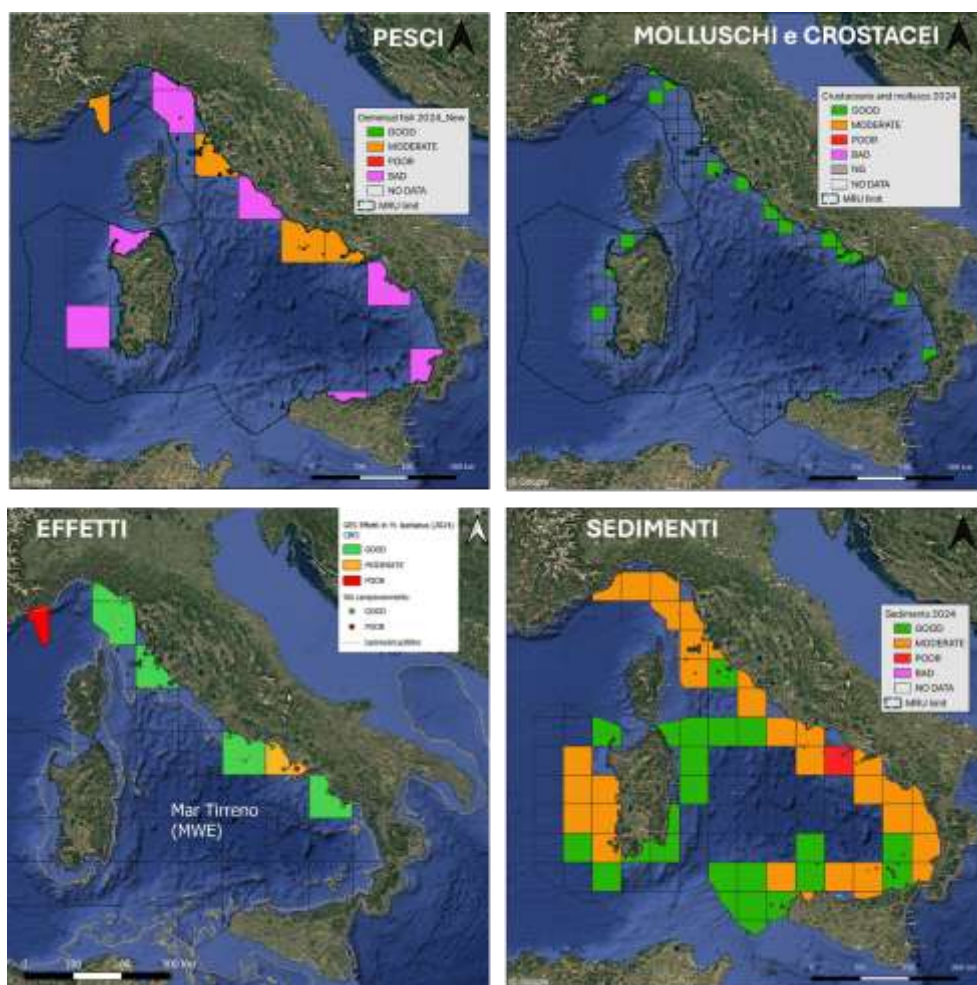 PESCI
Demersal fish 2024_New
GOOD
MODERATE
POOR
BAD
NO DATA
MRU limit
MOLLUSCHI e CROSTACEI
Crustaceans and molluscs 2024
GOOD
MODERATE
POOR
BAD
NG
NO DATA
MRU limit
EFFETTI
GOOD
MODERATE
POOR
GOOD
POOR
Mar Tirreno
(MWE)
SEDIMENTI
Sediments 2024
GOOD
MODERATE
POOR
BAD
NO DATA
MRU limit